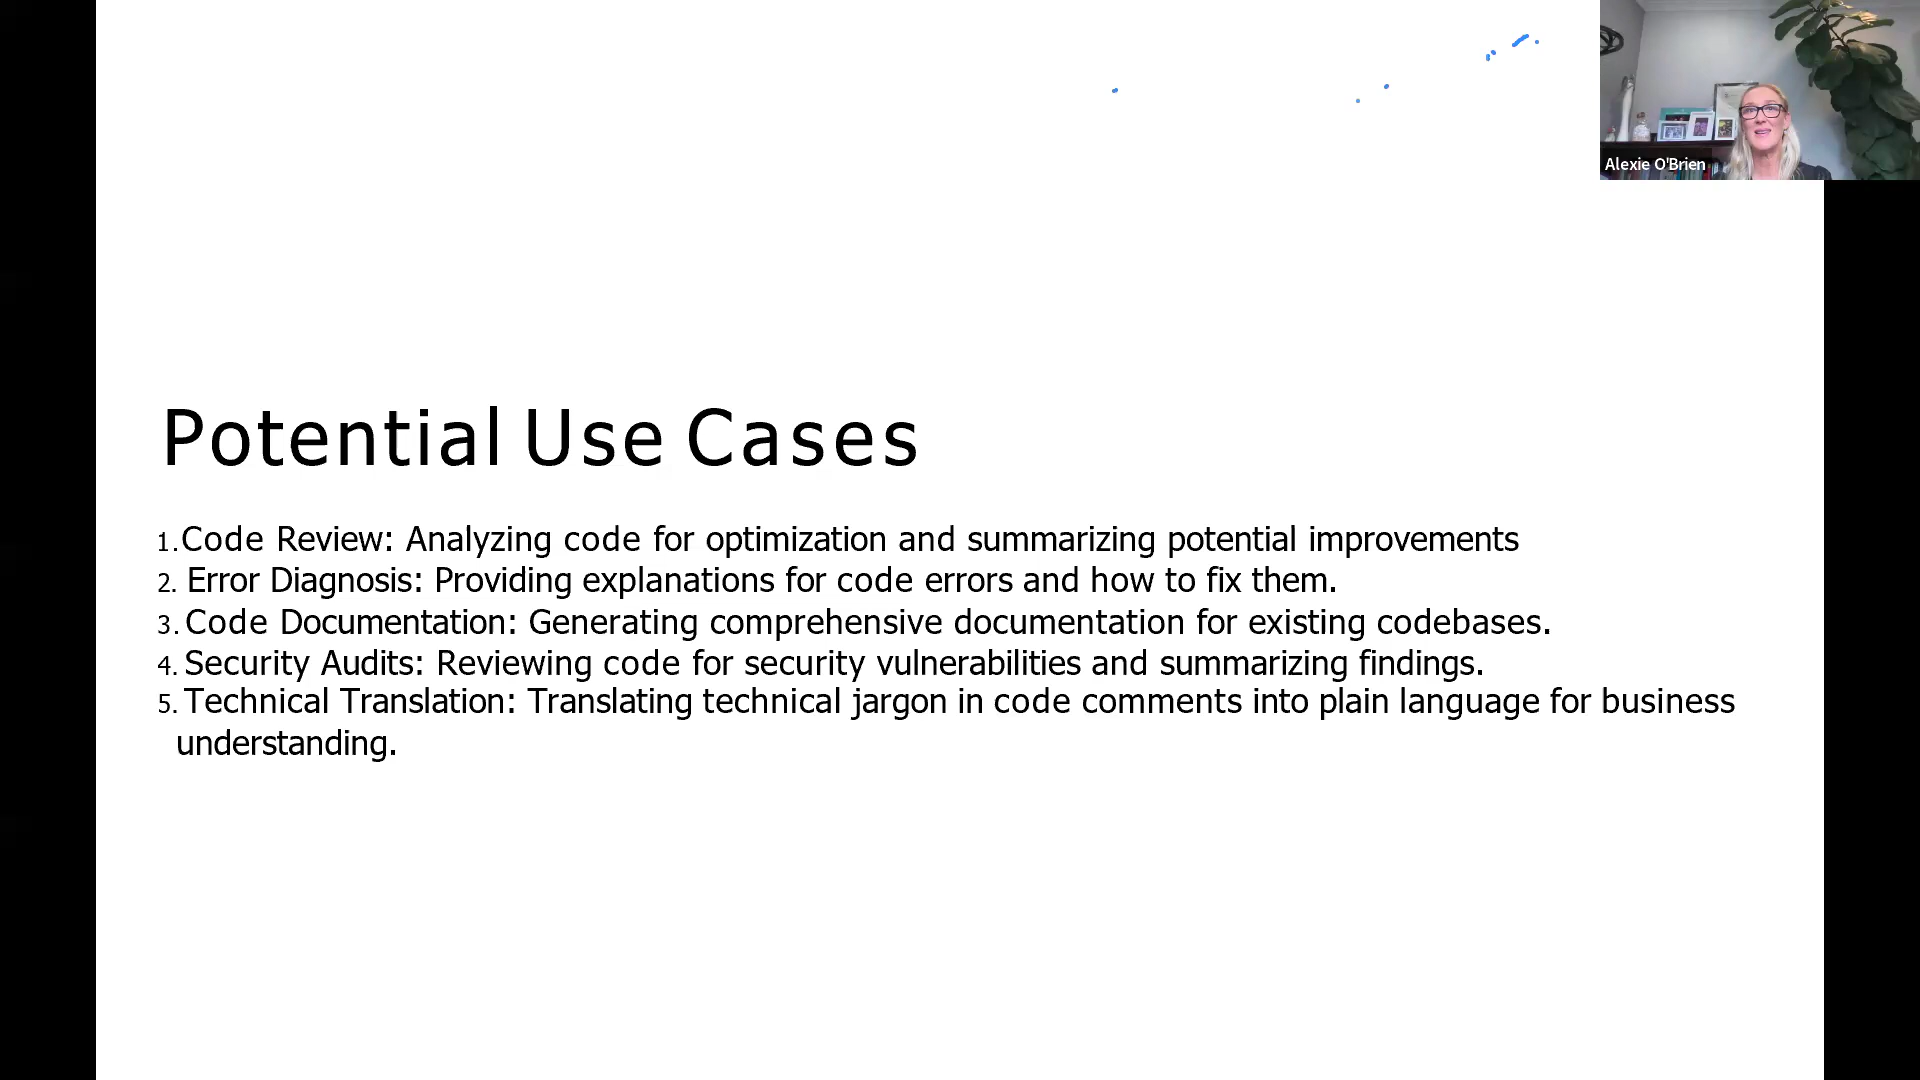 Alexie O'Brien
Potential Use Cases
1. Code Review: Analyzing code for optimization and summarizing potential improvements
2. Error Diagnosis: Providing explanations for code errors and how to fix them.
3. Code Documentation: Generating comprehensive documentation for existing codebases.
4. Security Audits: Reviewing code for security vulnerabilities and summarizing findings.
5. Technical Translation: Translating technical jargon in code comments into plain language for business
understanding.